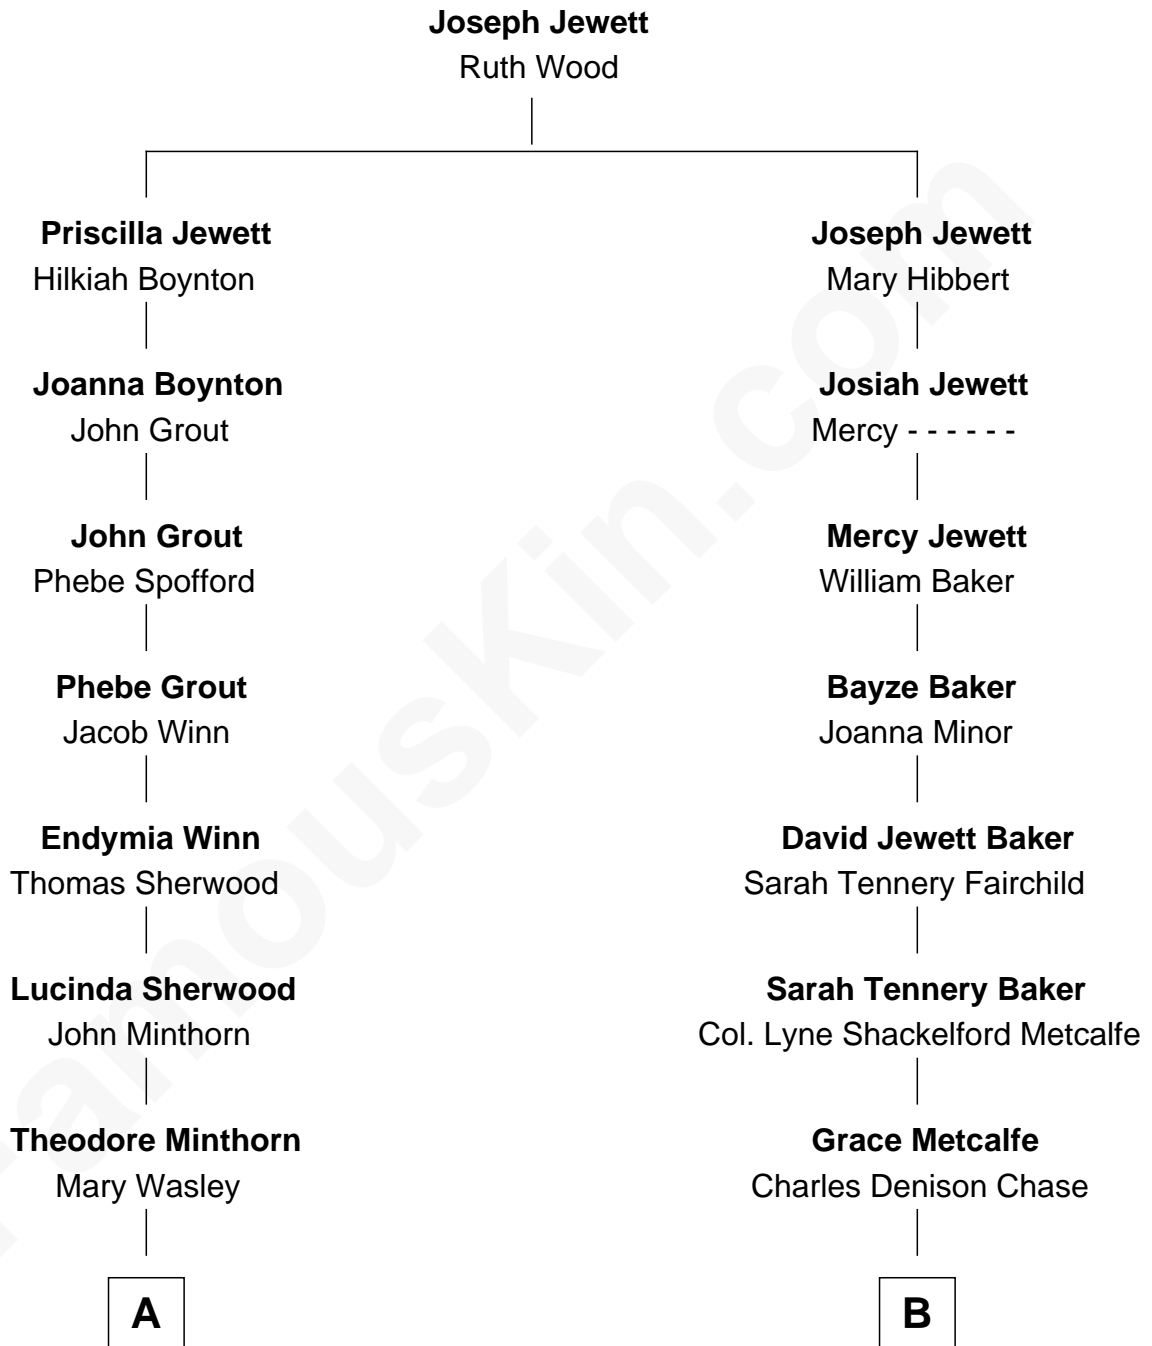 Joseph Jewett
Ruth Wood
Priscilla Jewett
Hilkiah Boynton
Joseph Jewett
Mary Hibbert
Joanna Boynton
John Grout
Josiah Jewett
Mercy - - - - - -
John Grout
Phebe Spofford
Mercy Jewett
William Baker
Phebe Grout
Jacob Winn
Bayze Baker
Joanna Minor
Endymia Winn
Thomas Sherwood
David Jewett Baker
Sarah Tennery Fairchild
Lucinda Sherwood
John Minthorn
Sarah Tennery Baker
Col. Lyne Shackelford Metcalfe
Theodore Minthorn
Mary Wasley
Grace Metcalfe
Charles Denison Chase
A
B
FamousKin.com